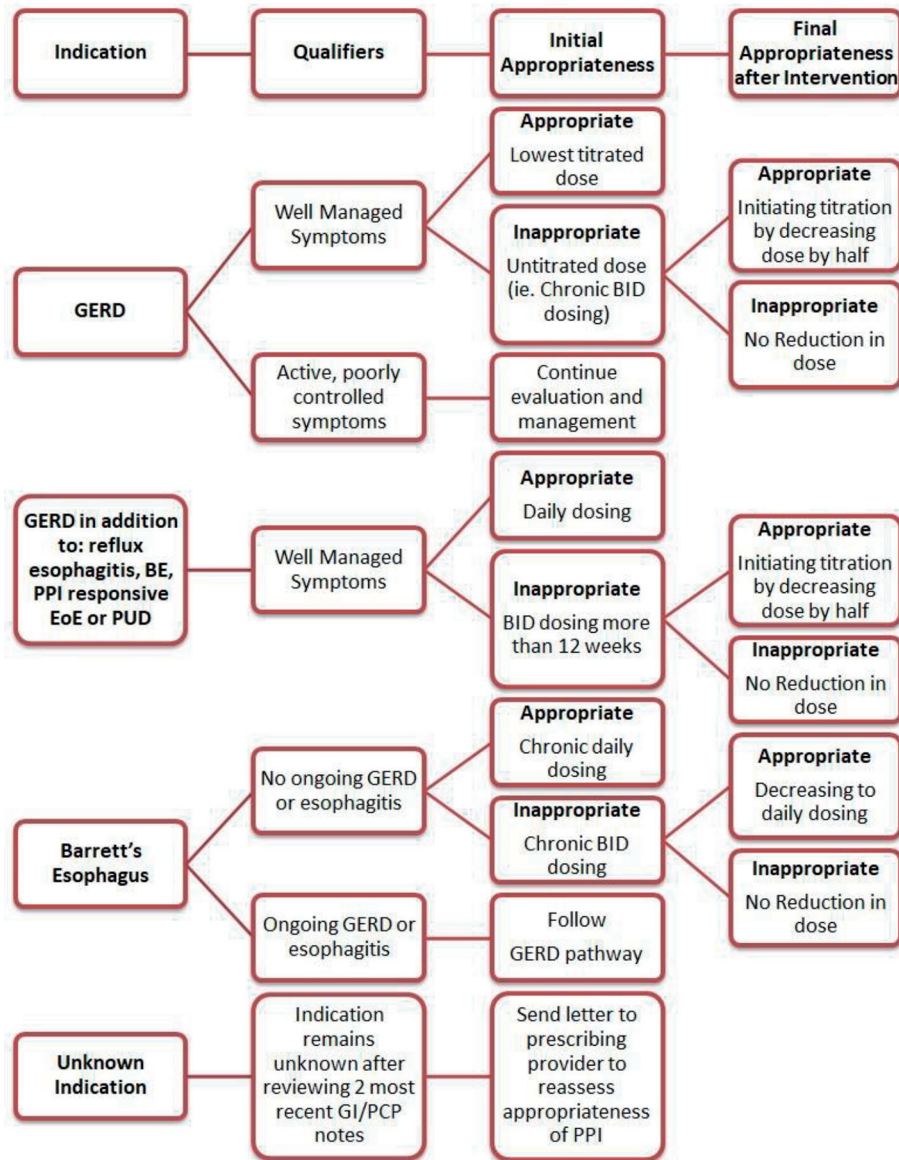 Indication
Qualifiers
Initial
Appropriateness
Final
Appropriateness
after Intervention
GERD
Well Managed
Symptoms
Appropriate
Lowest titrated
dose
Inappropriate
Untitrated dose
(ie. Chronic BID
dosing)
Appropriate
Initiating titration
by decreasing
dose by half
Inappropriate
No Reduction in
dose
Active, poorly
controlled
symptoms
Continue
evaluation and
management
GERD in addition
to: reflux
esophagitis, BE,
PPI responsive
EoE or PUD
Well Managed
Symptoms
Appropriate
Daily dosing
Inappropriate
BID dosing more
than 12 weeks
Appropriate
Initiating titration
by decreasing
dose by half
Inappropriate
No Reduction in
dose
Barrett's
Esophagus
No ongoing GERD
or esophagitis
Appropriate
Chronic daily
dosing
Inappropriate
Chronic BID
dosing
Appropriate
Decreasing to
daily dosing
Inappropriate
No Reduction in
dose
Ongoing GERD or
esophagitis
Follow
GERD pathway
Unknown
Indication
Indication
remains
unknown after
reviewing 2 most
recent GI/PCP
notes
Send letter to
prescribing
provider to
reassess
appropriateness
of PPI